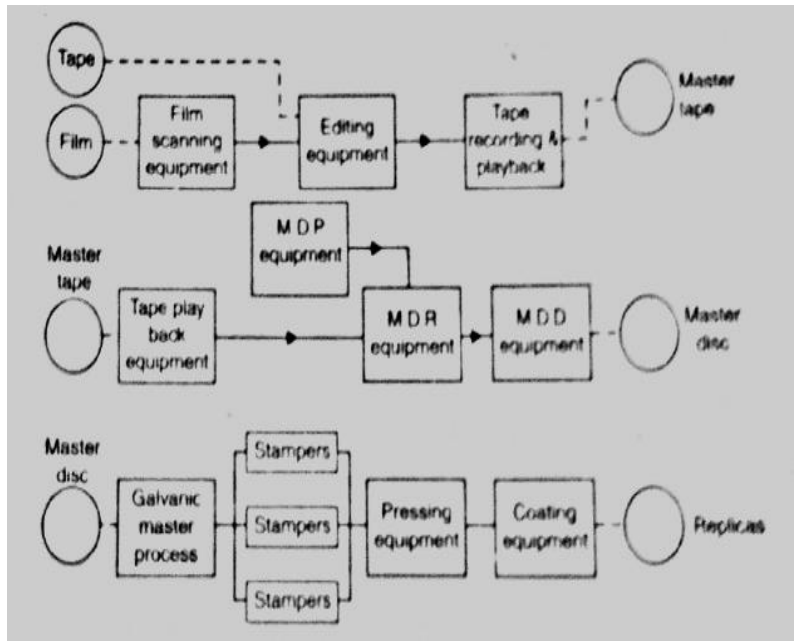 Tape
Film
Film
scanning
equipment
Editing
equipment
Tape
recording &
playback
Master
tape
M D P
equipment
Master
tape
Tape play
back
equipment
M D R
equipment
M D D
equipment
Master
disc
Master
disc
Galvanic
master
process
Stampers
Stampers
Stampers
Pressing
equipment
Coating
equipment
Replicas